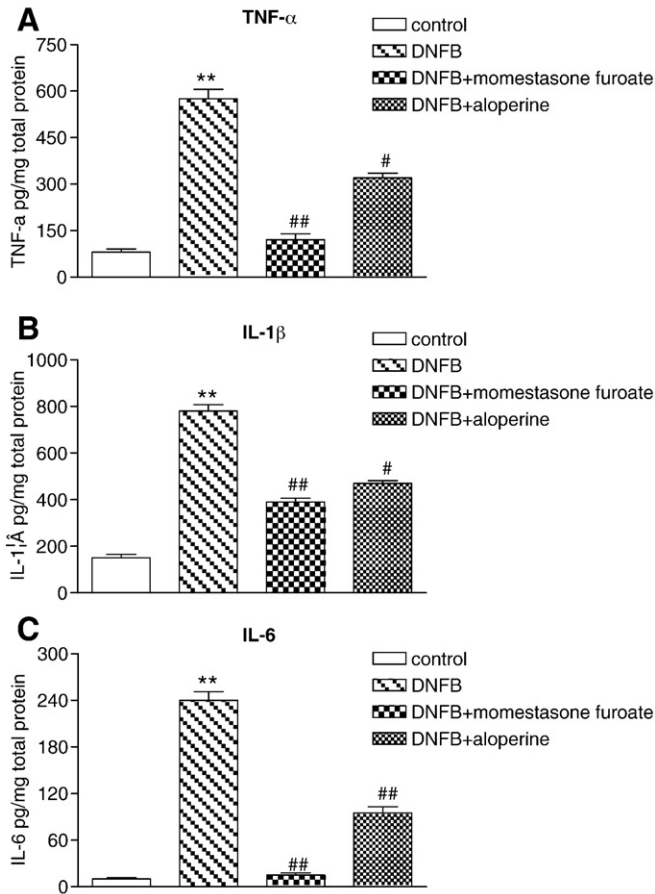 A
TNF-α
control
DNFB
DNFB+momestasone furoate
DNFB+aloperine
TNF-a pg/mg total protein
750
600
450
300
150
0
**
##
#
B
IL-1β
control
DNFB
DNFB+momestasone furoate
DNFB+aloperine
IL-1¦Â pg/mg total protein
1000
800
600
400
200
0
**
##
#
C
IL-6
control
DNFB
DNFB+momestasone furoate
DNFB+aloperine
IL-6 pg/mg total protein
300
240
180
120
60
0
**
##
##